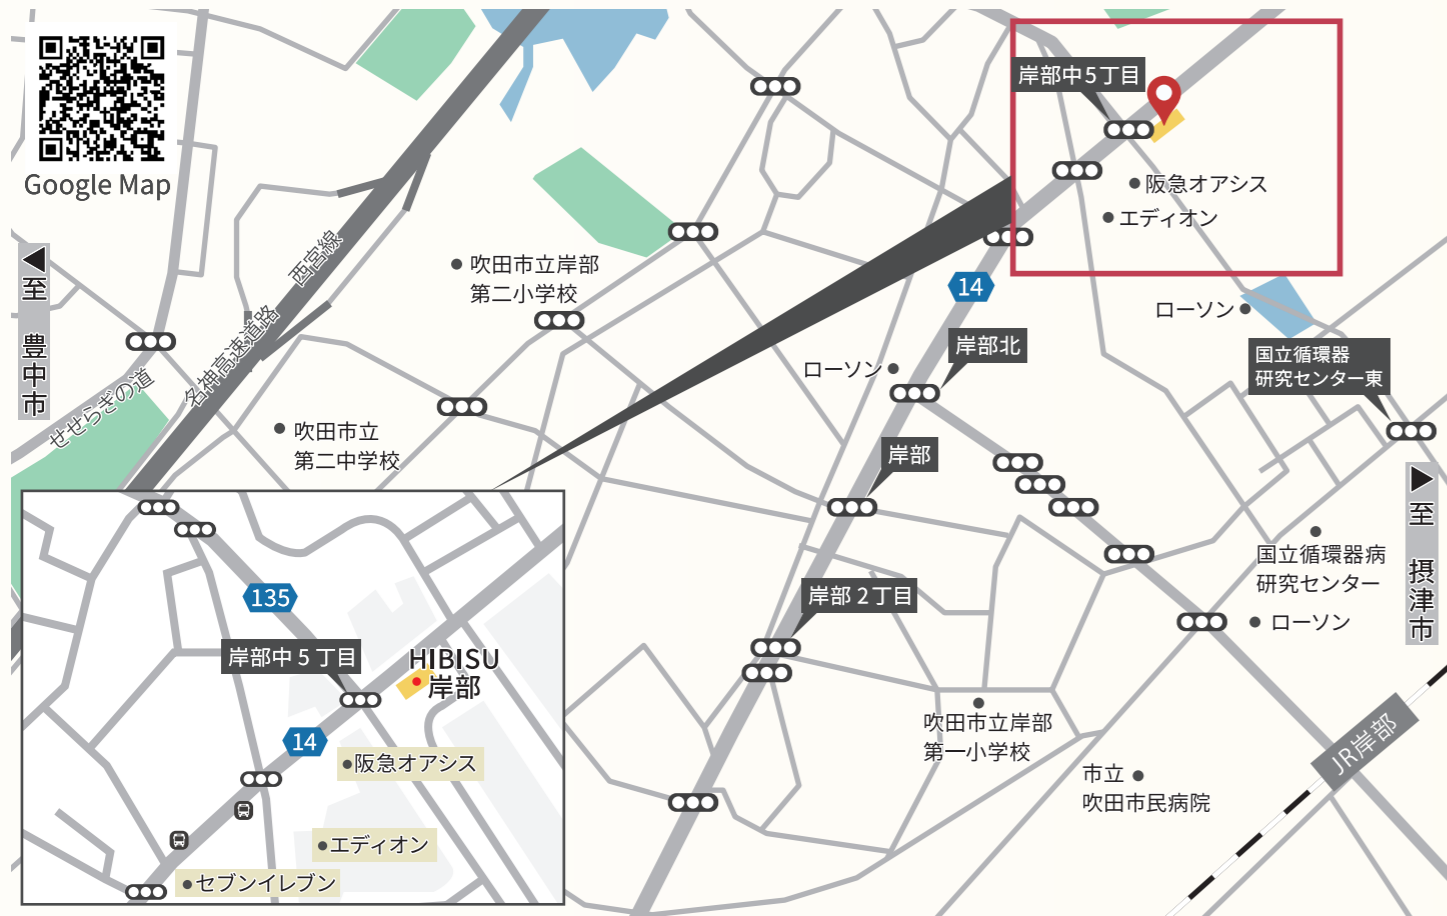 Google Map
至 豊中市
せせらぎの道
名神高速道路 西宮線
吹田市立岸部
第二小学校
吹田市立
第二中学校
岸部中5丁目
阪急オアシス
エディオン
14
ローソン
岸部北
ローソン
国立循環器
研究センター東
岸部
至 摂津市
国立循環器病
研究センター
ローソン
岸部 2丁目
吹田市立岸部
第一小学校
市立
吹田市民病院
JR岸部
135
岸部中 5 丁目
HIBISU
岸部
14
阪急オアシス
エディオン
セブンイレブン